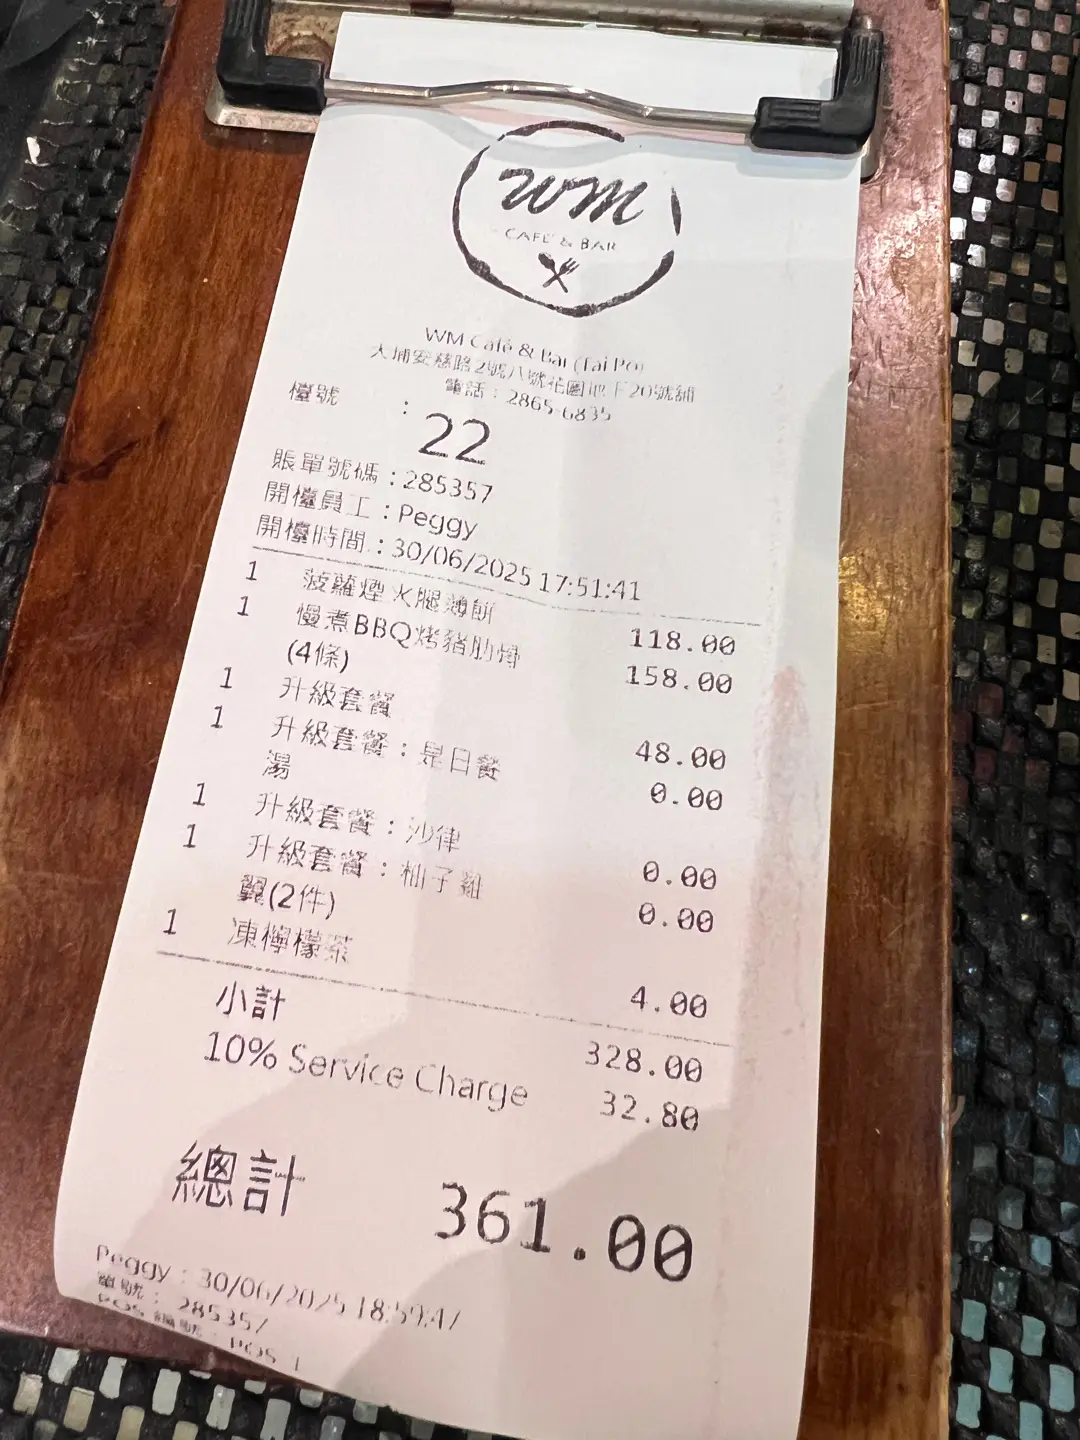 WM
CAFÉ & BAR
WM Café & Bar (Tai Po)
大埔安慈路2號八號花園地下20號舖
電話：2865-6835
檯號 ：
22
賬單號碼：285357
開檯員工：Peggy
開檯時間：30/06/2025 17:51:41
1 菠蘿煙火腿薄餅 118.00
1 慢煮BBQ烤豬肋骨 158.00
(4條)
1 升級套餐 48.00
1 升級套餐：是日餐 0.00
湯
1 升級套餐：沙律 0.00
1 升級套餐：柚子雞 0.00
翼(2件)
1 凍檸檬茶 4.00
小計 328.00
10% Service Charge 32.80
總計 361.00
Peggy : 30/06/2025 18:59:47
單號： 285357
POS 編號： POS 1